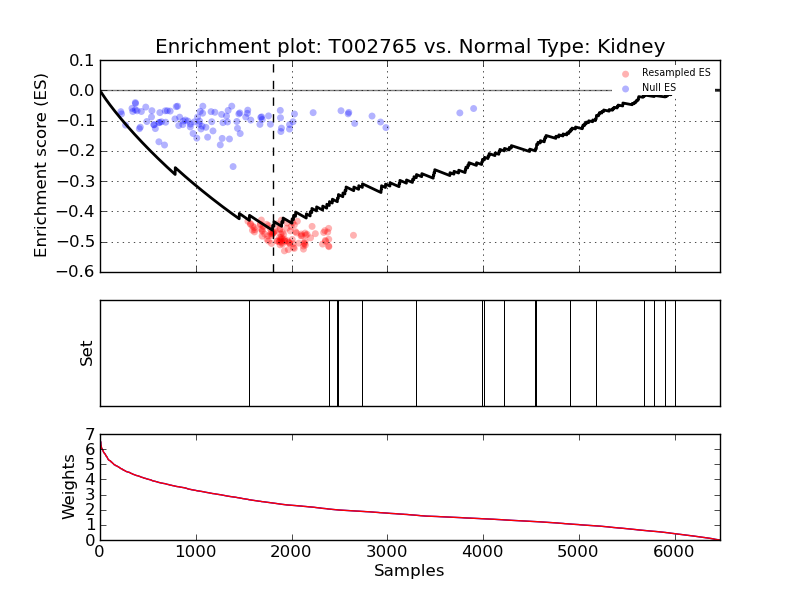 Enrichment plot: T002765 vs. Normal Type: Kidney
Enrichment score (ES)
0.1
0.0
−0.1
−0.2
−0.3
−0.4
−0.5
−0.6
Resampled ES
Null ES
Set
Weights
7
6
5
4
3
2
1
0
0 1000 2000 3000 4000 5000 6000
Samples